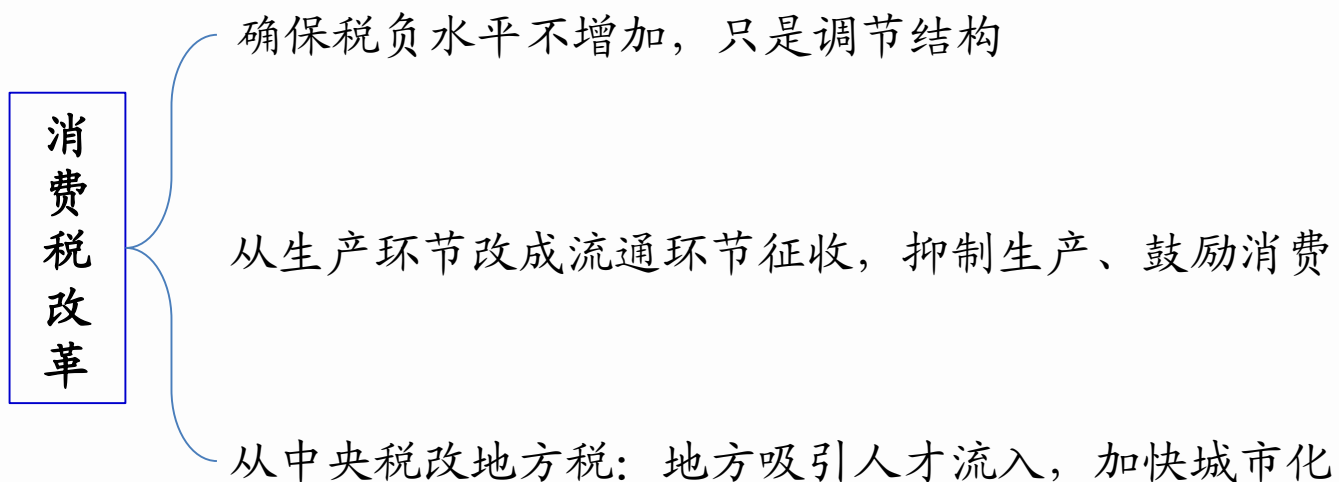 消费税改革
确保税负水平不增加，只是调节结构
从生产环节改成流通环节征收，抑制生产、鼓励消费
从中央税改地方税：地方吸引人才流入，加快城市化